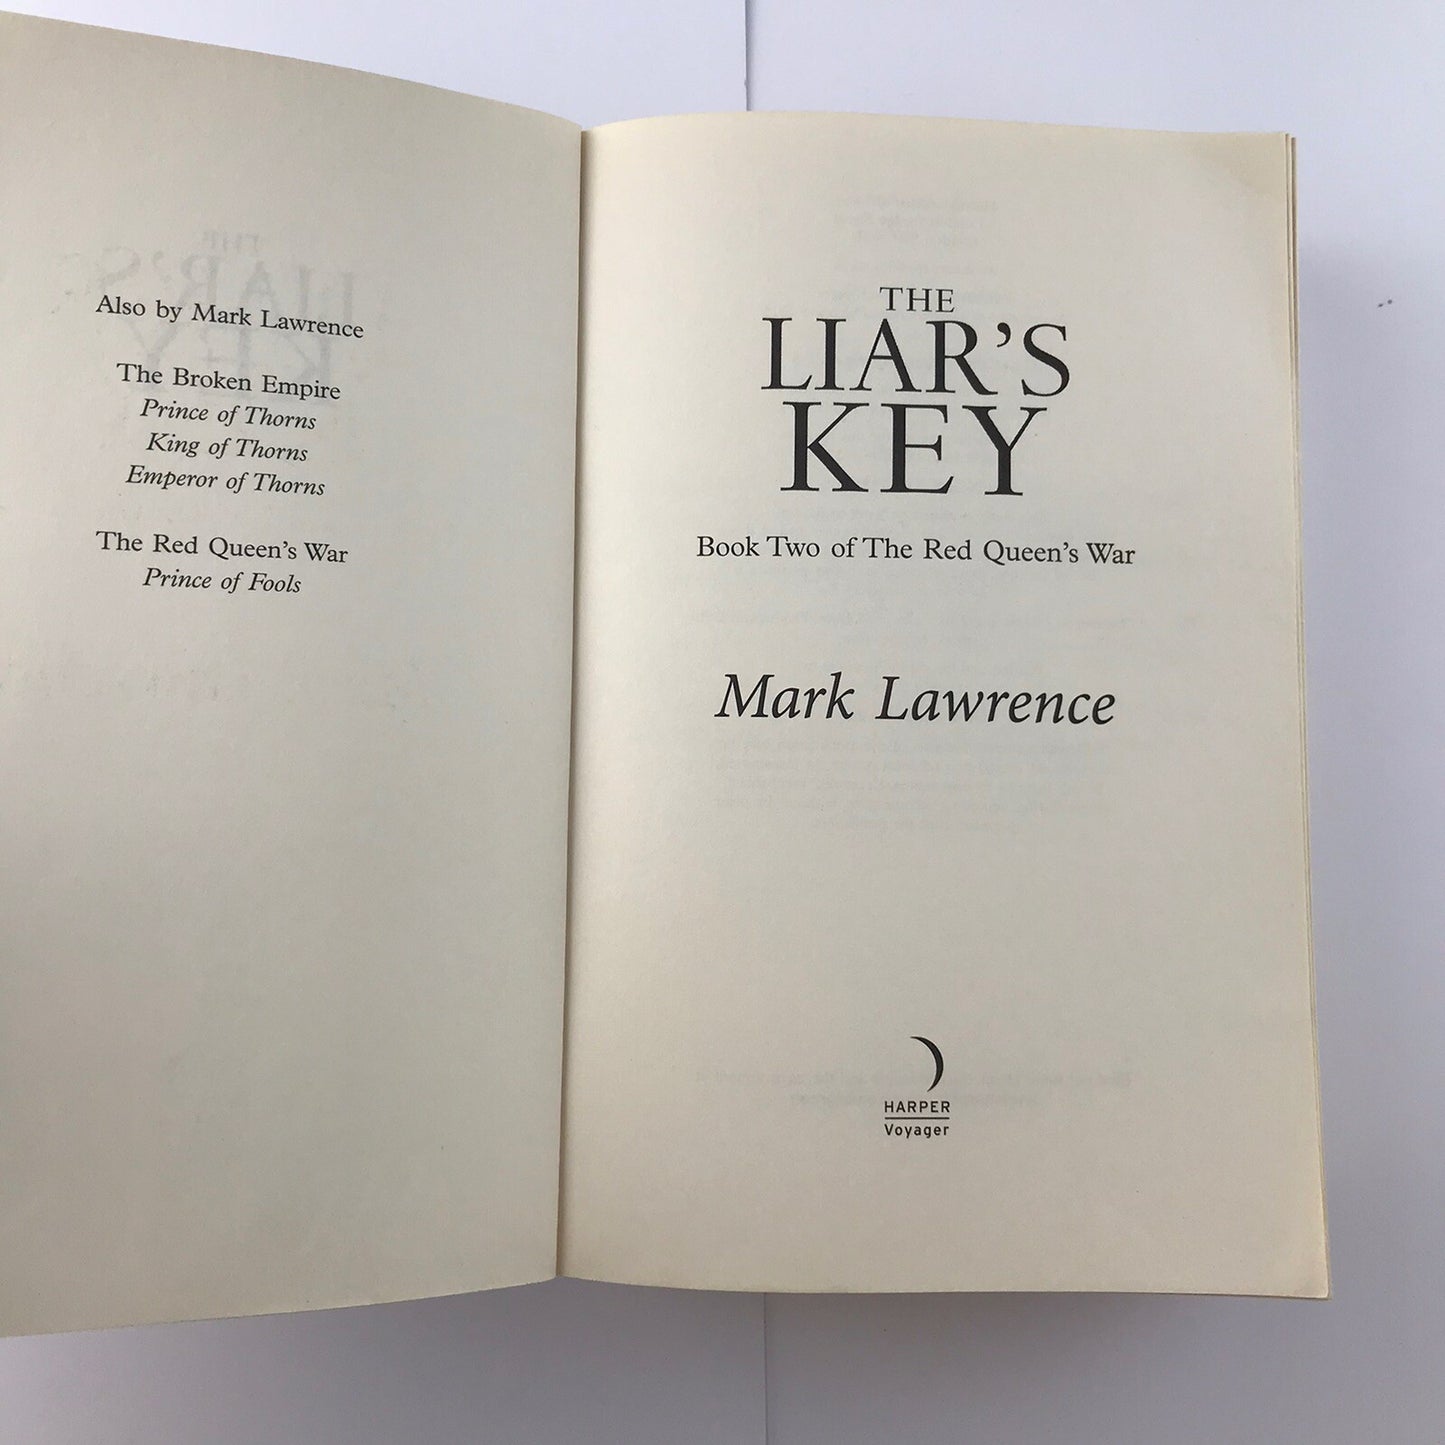 Also by Mark Lawrence
The Broken Empire
Prince of Thorns
King of Thorns
Emperor of Thorns
The Red Queen's War
Prince of Fools
THE
LIAR'S
KEY
Book Two of The Red Queen's War
Mark Lawrence
HARPER
Voyager